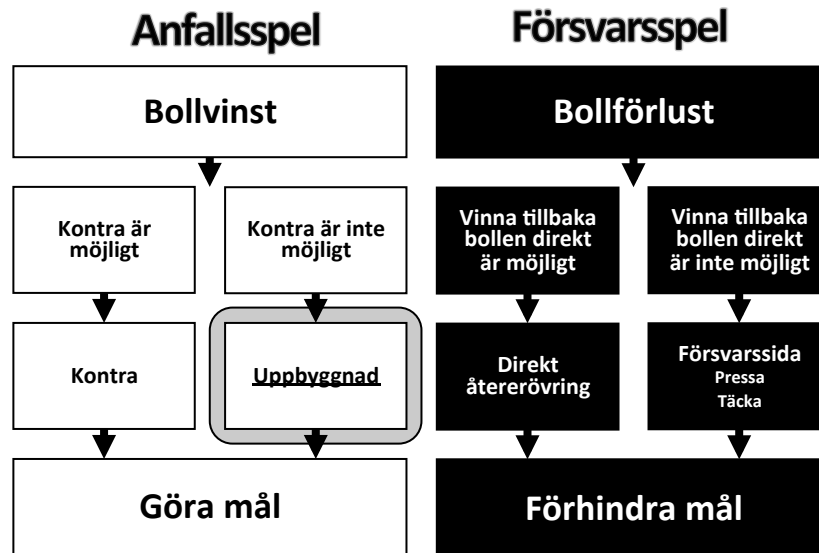 Anfallsspel
Försvarsspel
Bollvinst
Bollförlust
Kontra är
möjligt
Kontra är inte
möjligt
Vinna tillbaka
bollen direkt
är möjligt
Vinna tillbaka
bollen direkt
är inte möjligt
Kontra
Uppbyggnad
Direkt
återerövring
Försvarssida
Pressa
Täcka
Göra mål
Förhindra mål